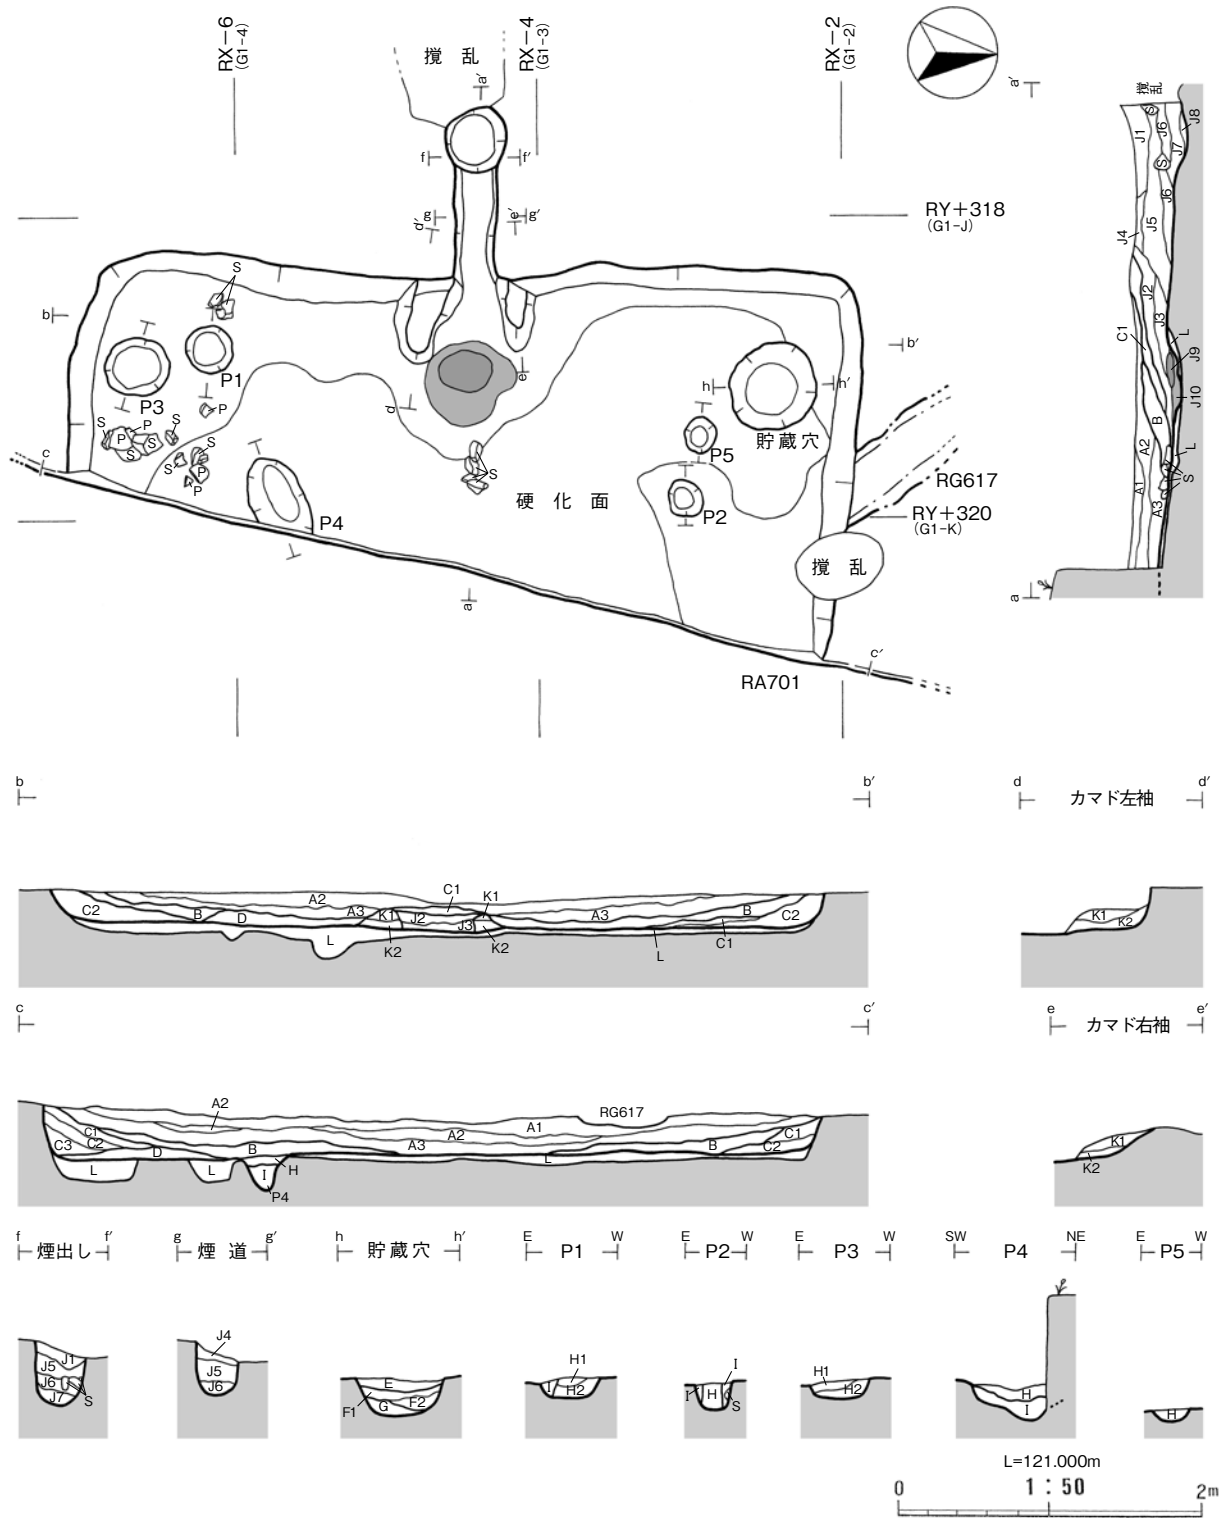 RX−6
(G1-4)
RX−4
(G1-3)
RX−2
(G1-2)
撹 乱
a′
a′
撹乱
f
f′
g
g′
d′
e′
RY+318
(G1-J)
S
b
b′
P1
P3
P
S
P
P
S
S
S
S
P
S
P
c
d
e
h
h′
貯蔵穴
P5
S
硬 化 面
P2
P4
RG617
RY+320
(G1-K)
撹 乱
a
c′
RA701
S
J1
J6
J8
S
J7
J6
J4
J5
J2
J3
C1
L
J9
J10
B
A2
L
S
A1
A3
a
b
b′
d
カマド左袖
d′
C2
B
D
A2
A3
K1
C1
K1
J2
J3
K2
K2
L
A3
B
C2
C1
L
K1
K2
c
c′
e
カマド右袖
e′
A2
RG617
C1
C3
C2
D
B
A3
A2
A1
B
C1
C2
L
L
I
H
P4
L
K1
K2
f
煙出し
f′
g
煙 道
g′
h
貯蔵穴
h′
E
P1
W
E
P2
W
E
P3
W
SW
P4
NE
E
P5
W
J1
J5
J6
J7
S
J4
J5
J6
E
F1
G
F2
H1
I
H2
I
I
H
S
H1
H2
H
I
H
L=121.000m
1：50
0
2m